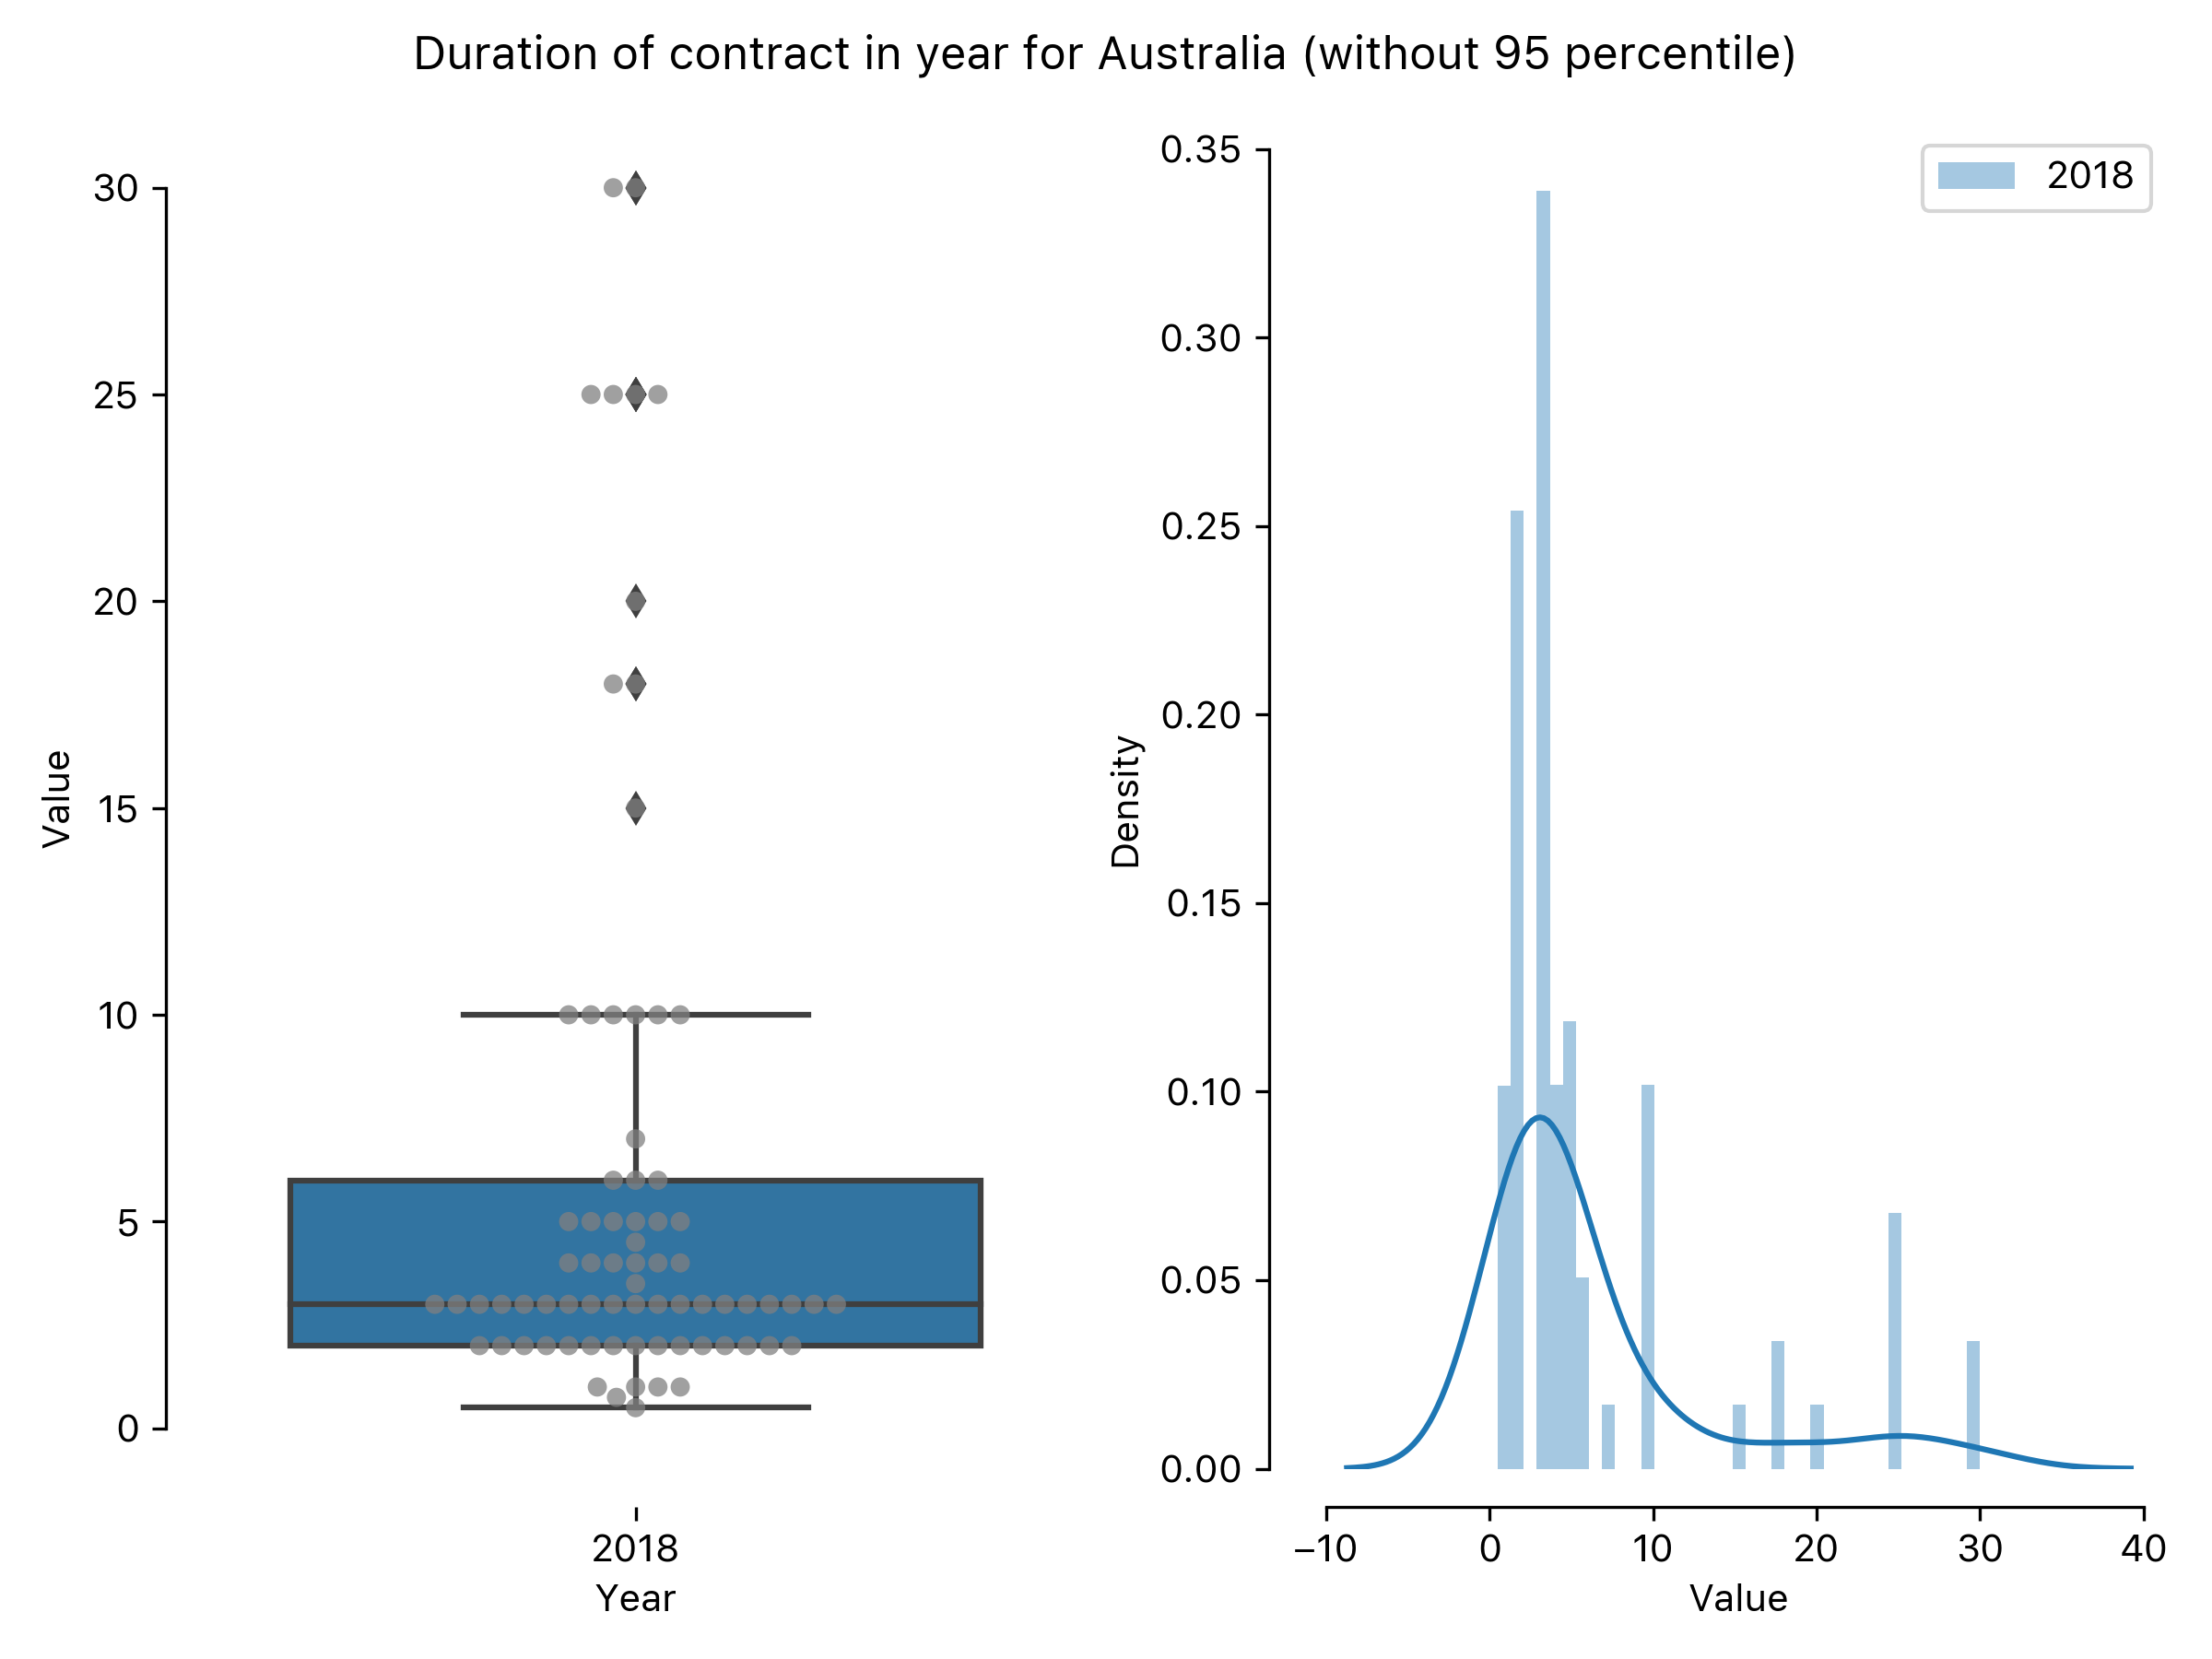 Duration of contract in year for Australia (without 95 percentile)
30
25
20
15
10
5
0
Value
2018
Year
0.35
0.30
0.25
0.20
0.15
0.10
0.05
0.00
Density
2018
−10 0 10 20 30 40
Value